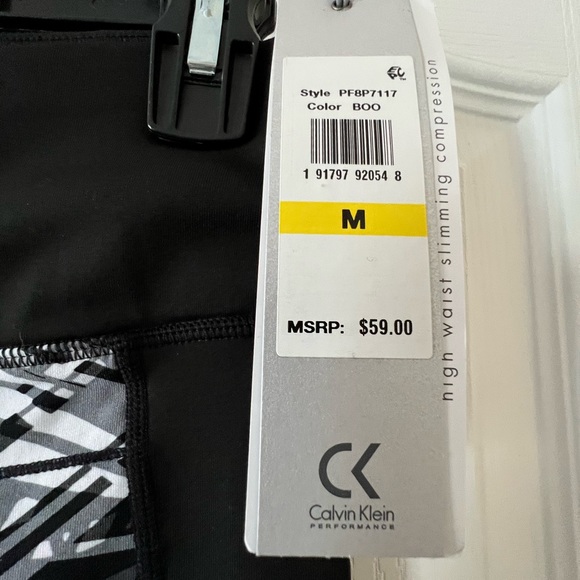 Style PF8P7117
Color BOO
1 91797 92054 8
M
MSRP: $59.00
high waist slimming compression
CK
Calvin Klein
PERFORMANCE